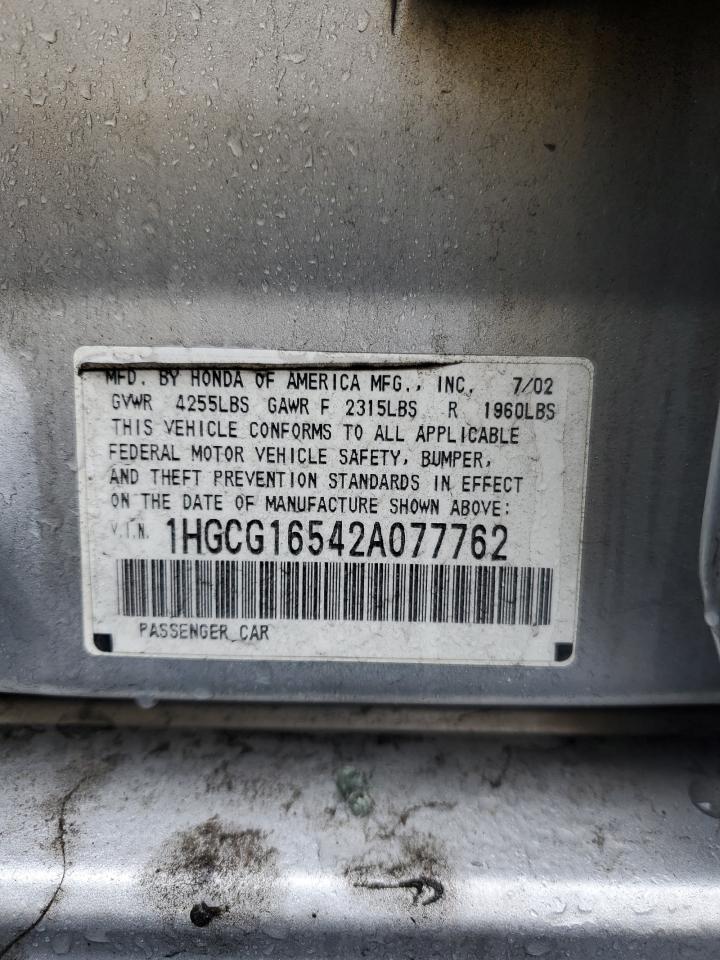 MFD. BY HONDA OF AMERICA MFG., INC. 7/02
GVWR 4255LBS GAWR F 2315LBS R 1960LBS
THIS VEHICLE CONFORMS TO ALL APPLICABLE
FEDERAL MOTOR VEHICLE SAFETY, BUMPER,
AND THEFT PREVENTION STANDARDS IN EFFECT
ON THE DATE OF MANUFACTURE SHOWN ABOVE:
V.I.N. 1HGCG16542A077762
PASSENGER CAR